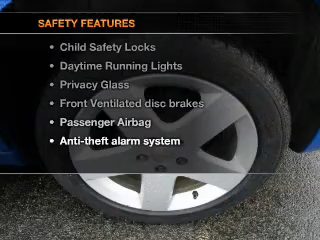 SAFETY FEATURES
• Child Safety Locks
• Daytime Running Lights
• Privacy Glass
• Front Ventilated disc brakes
• Passenger Airbag
• Anti-theft alarm system